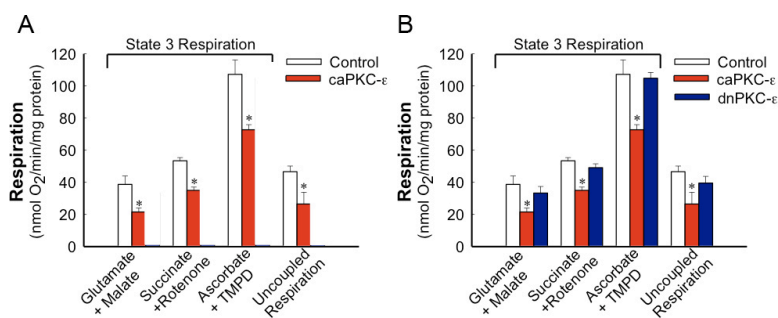 A
State 3 Respiration
Control
caPKC-ε
Respiration
(nmol O2/min/mg protein)
120
100
80
60
40
20
0
*
*
*
*
Glutamate
+ Malate
Succinate
+Rotenone
Ascorbate
+ TMPD
Uncoupled
Respiration
B
State 3 Respiration
Control
caPKC-ε
dnPKC-ε
Respiration
(nmol O2/min/mg protein)
120
100
80
60
40
20
0
*
*
*
*
Glutamate
+ Malate
Succinate
+Rotenone
Ascorbate
+ TMPD
Uncoupled
Respiration